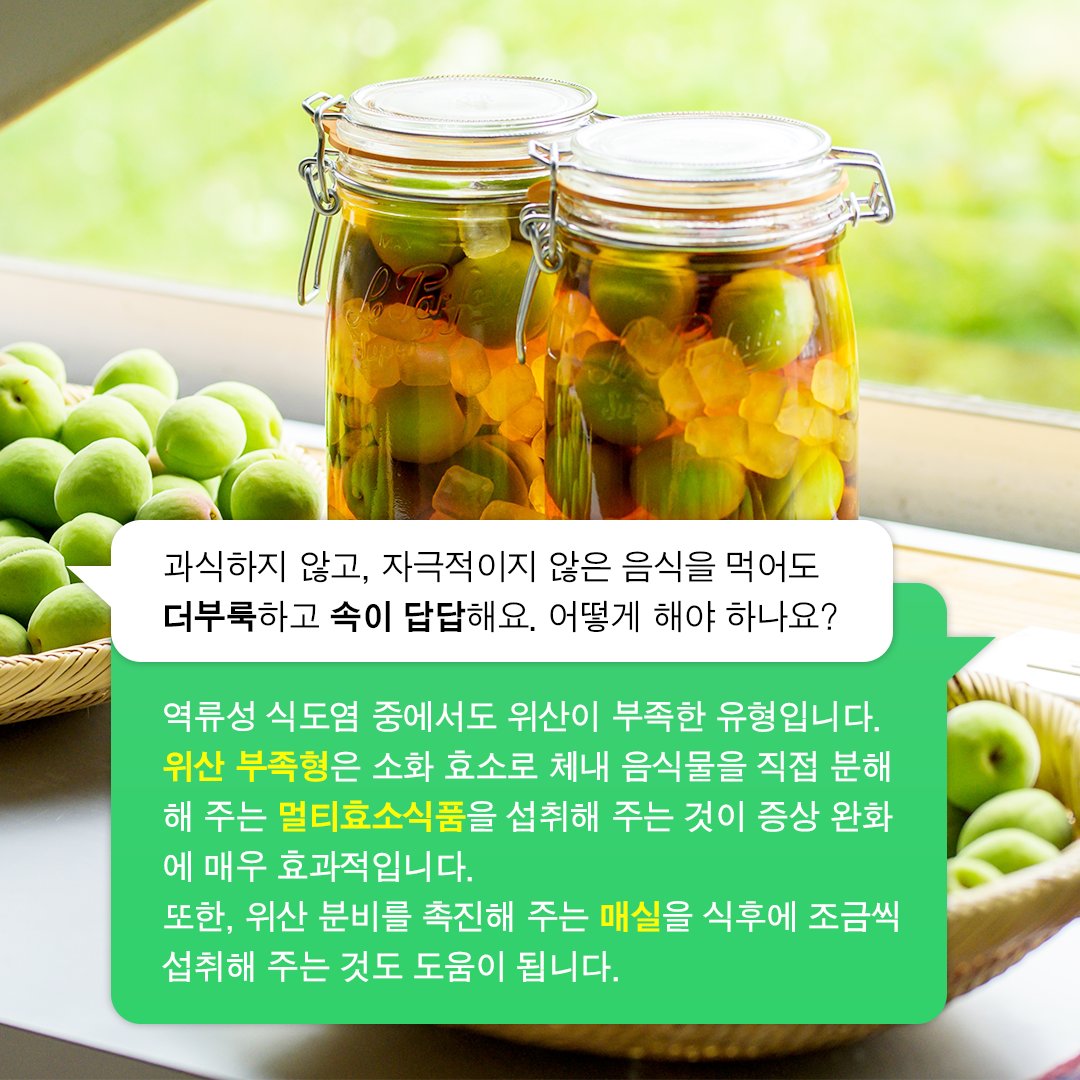 과식하지 않고, 자극적이지 않은 음식을 먹어도
더부룩하고 속이 답답해요. 어떻게 해야 하나요?
역류성 식도염 중에서도 위산이 부족한 유형입니다.
위산 부족형은 소화 효소로 체내 음식물을 직접 분해
해 주는 멀티효소식품을 섭취해 주는 것이 증상 완화
에 매우 효과적입니다.
또한, 위산 분비를 촉진해 주는 매실을 식후에 조금씩
섭취해 주는 것도 도움이 됩니다.